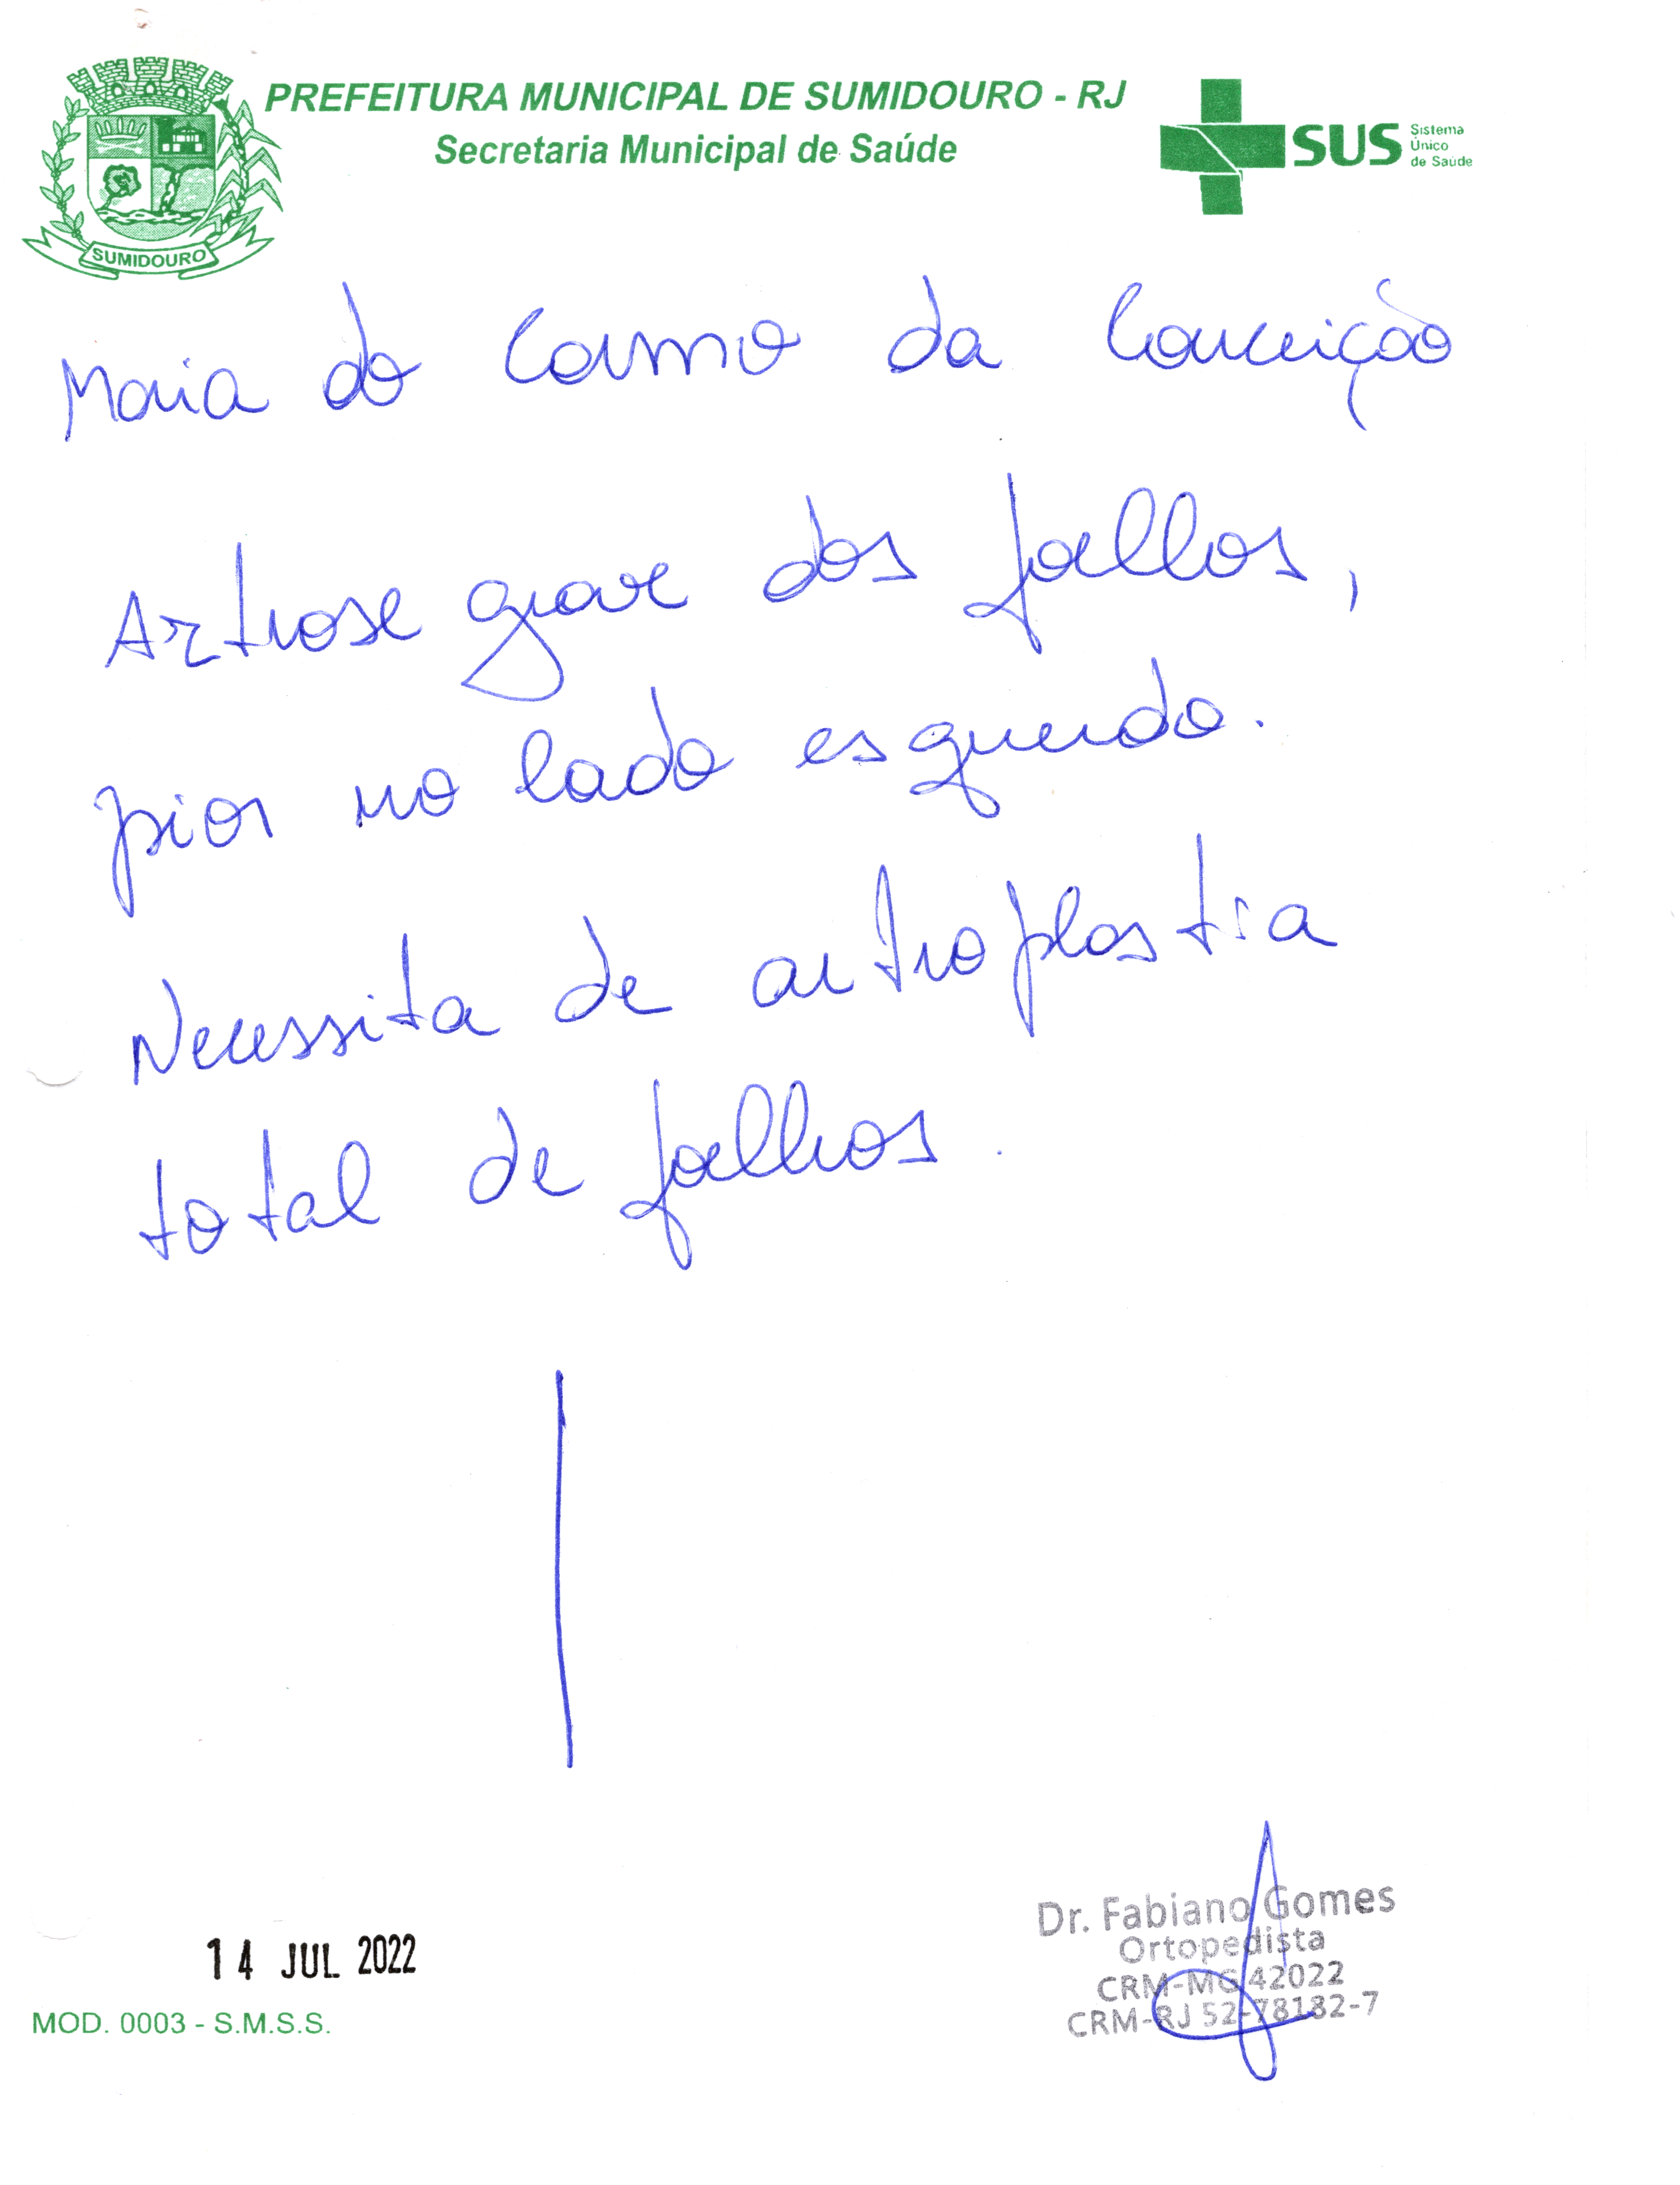 PREFEITURA MUNICIPAL DE SUMIDOURO - RJ
Secretaria Municipal de Saúde
SUS Sistema
Único
de Saúde
SUMIDOURO
Maria do Carmo da Conceição
Artrose grave dos joelhos,
pior no lado esquerdo.
Necessita de artroplastia
total de joelhos.
Dr. Fabiano Gomes
Ortopedista
CRM-MG 42022
CRM-RJ 52-78182-7
14 JUL 2022
MOD. 0003 - S.M.S.S.